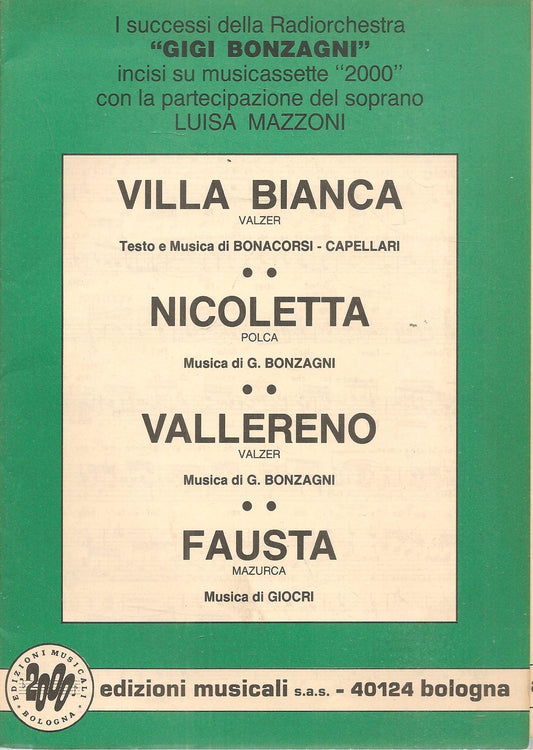 I successi della Radiorchestra
“GIGI BONZAGNI”
incisi su musicassette “2000”
con la partecipazione del soprano
LUISA MAZZONI
VILLA BIANCA
VALZER
Testo e Musica di BONACORSI - CAPELLARI
NICOLETTA
POLCA
Musica di G. BONZAGNI
VALLERENO
VALZER
Musica di G. BONZAGNI
FAUSTA
MAZURCA
Musica di GIOCRI
EDIZIONI MUSICALI
2000
BOLOGNA
edizioni musicali s.a.s. - 40124 bologna